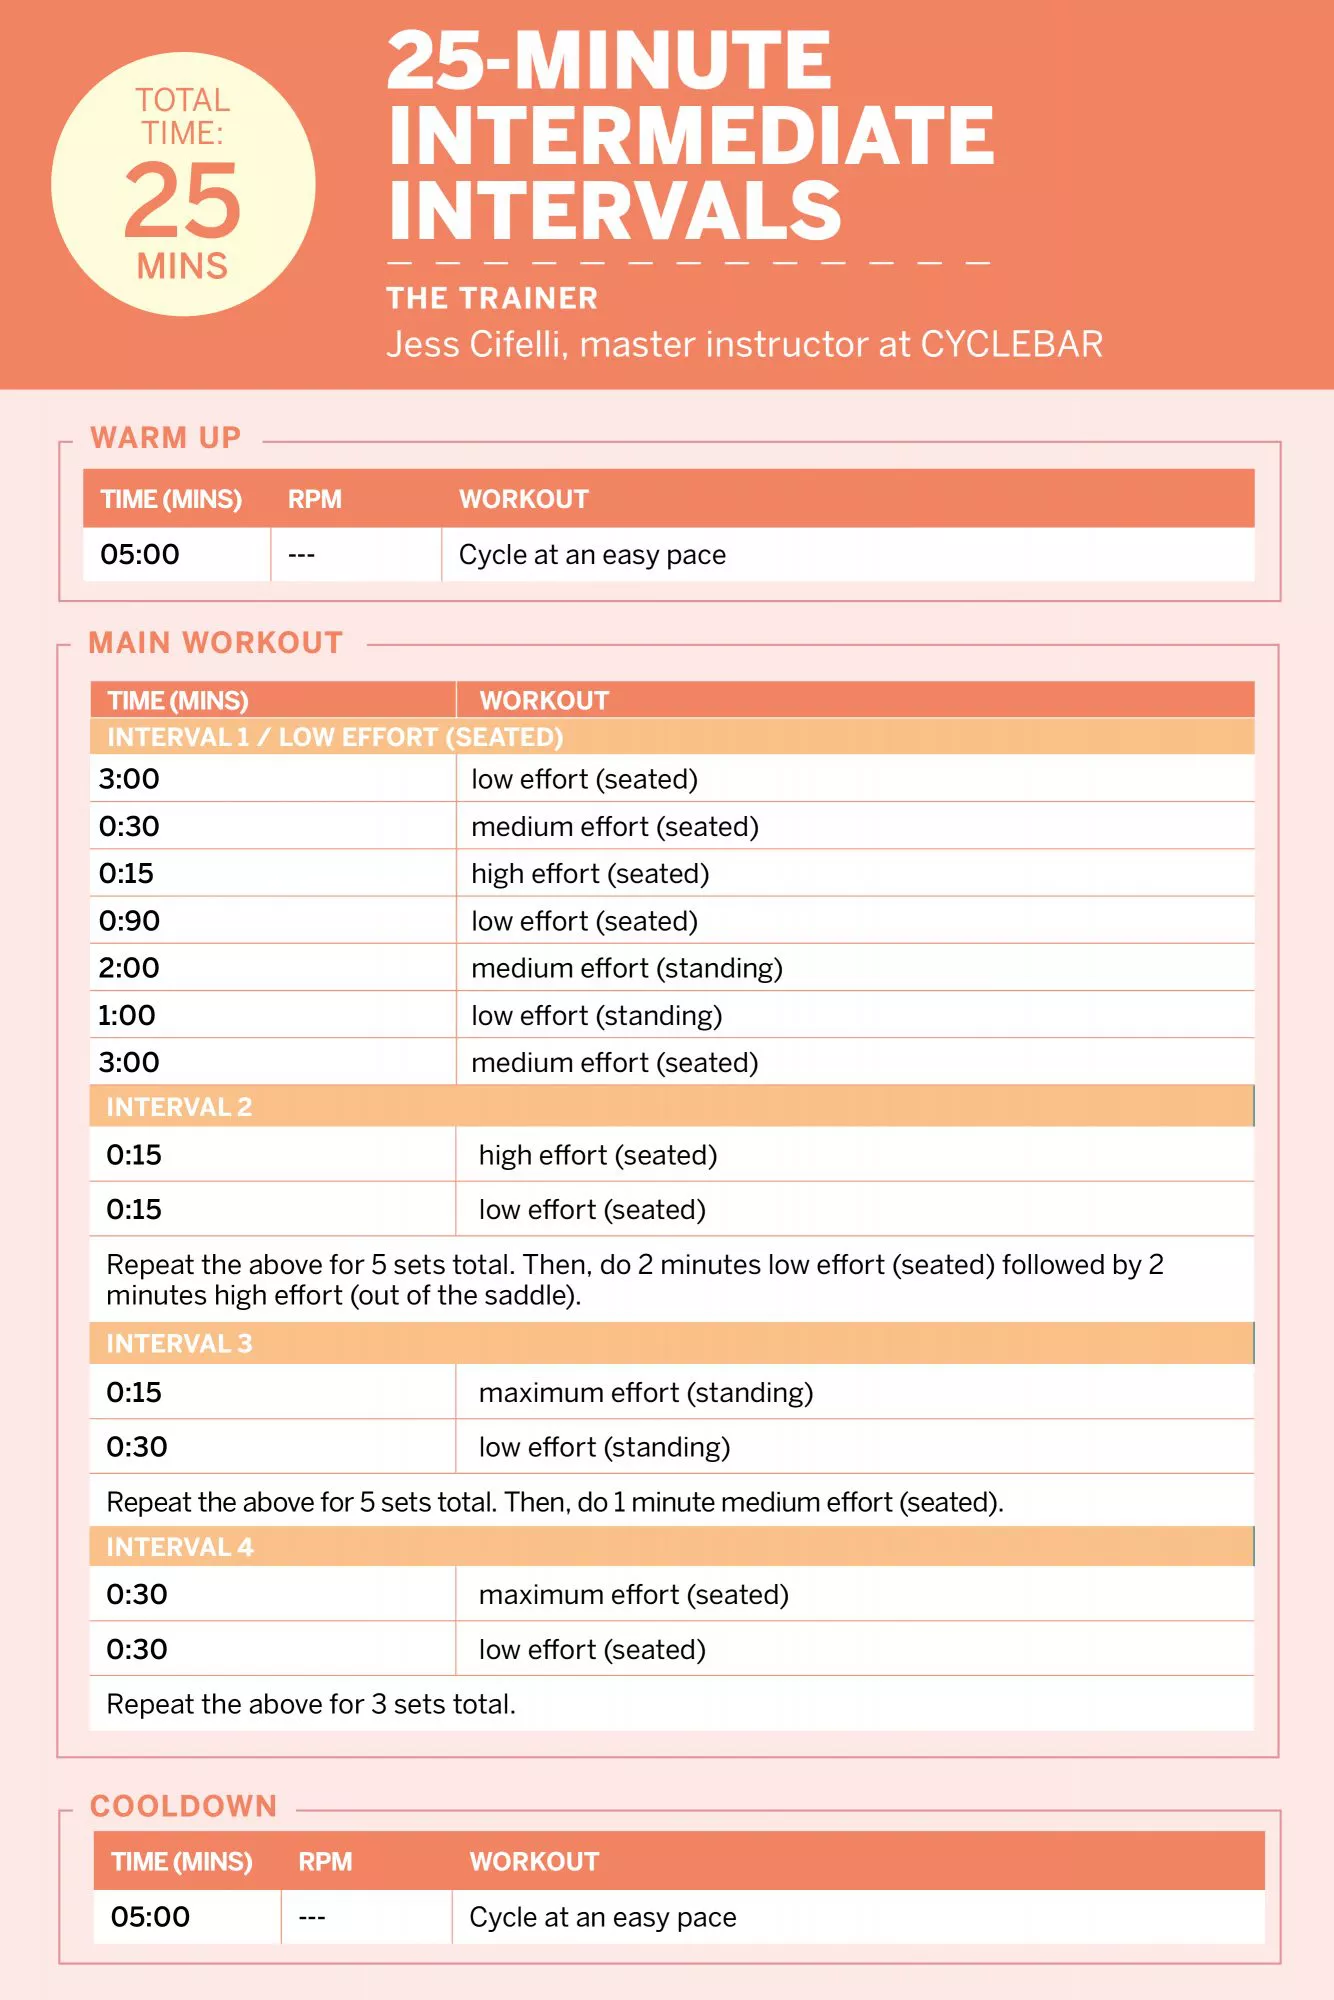 TOTAL
TIME:
25
MINS
25-MINUTE
INTERMEDIATE
INTERVALS
THE TRAINER
Jess Cifelli, master instructor at CYCLEBAR
WARM UP
TIME (MINS) RPM WORKOUT
05:00 --- Cycle at an easy pace
MAIN WORKOUT
TIME (MINS) WORKOUT
INTERVAL 1 / LOW EFFORT (SEATED)
3:00 low effort (seated)
0:30 medium effort (seated)
0:15 high effort (seated)
0:90 low effort (seated)
2:00 medium effort (standing)
1:00 low effort (standing)
3:00 medium effort (seated)
INTERVAL 2
0:15 high effort (seated)
0:15 low effort (seated)
Repeat the above for 5 sets total. Then, do 2 minutes low effort (seated) followed by 2
minutes high effort (out of the saddle).
INTERVAL 3
0:15 maximum effort (standing)
0:30 low effort (standing)
Repeat the above for 5 sets total. Then, do 1 minute medium effort (seated).
INTERVAL 4
0:30 maximum effort (seated)
0:30 low effort (seated)
Repeat the above for 3 sets total.
COOLDOWN
TIME (MINS) RPM WORKOUT
05:00 --- Cycle at an easy pace